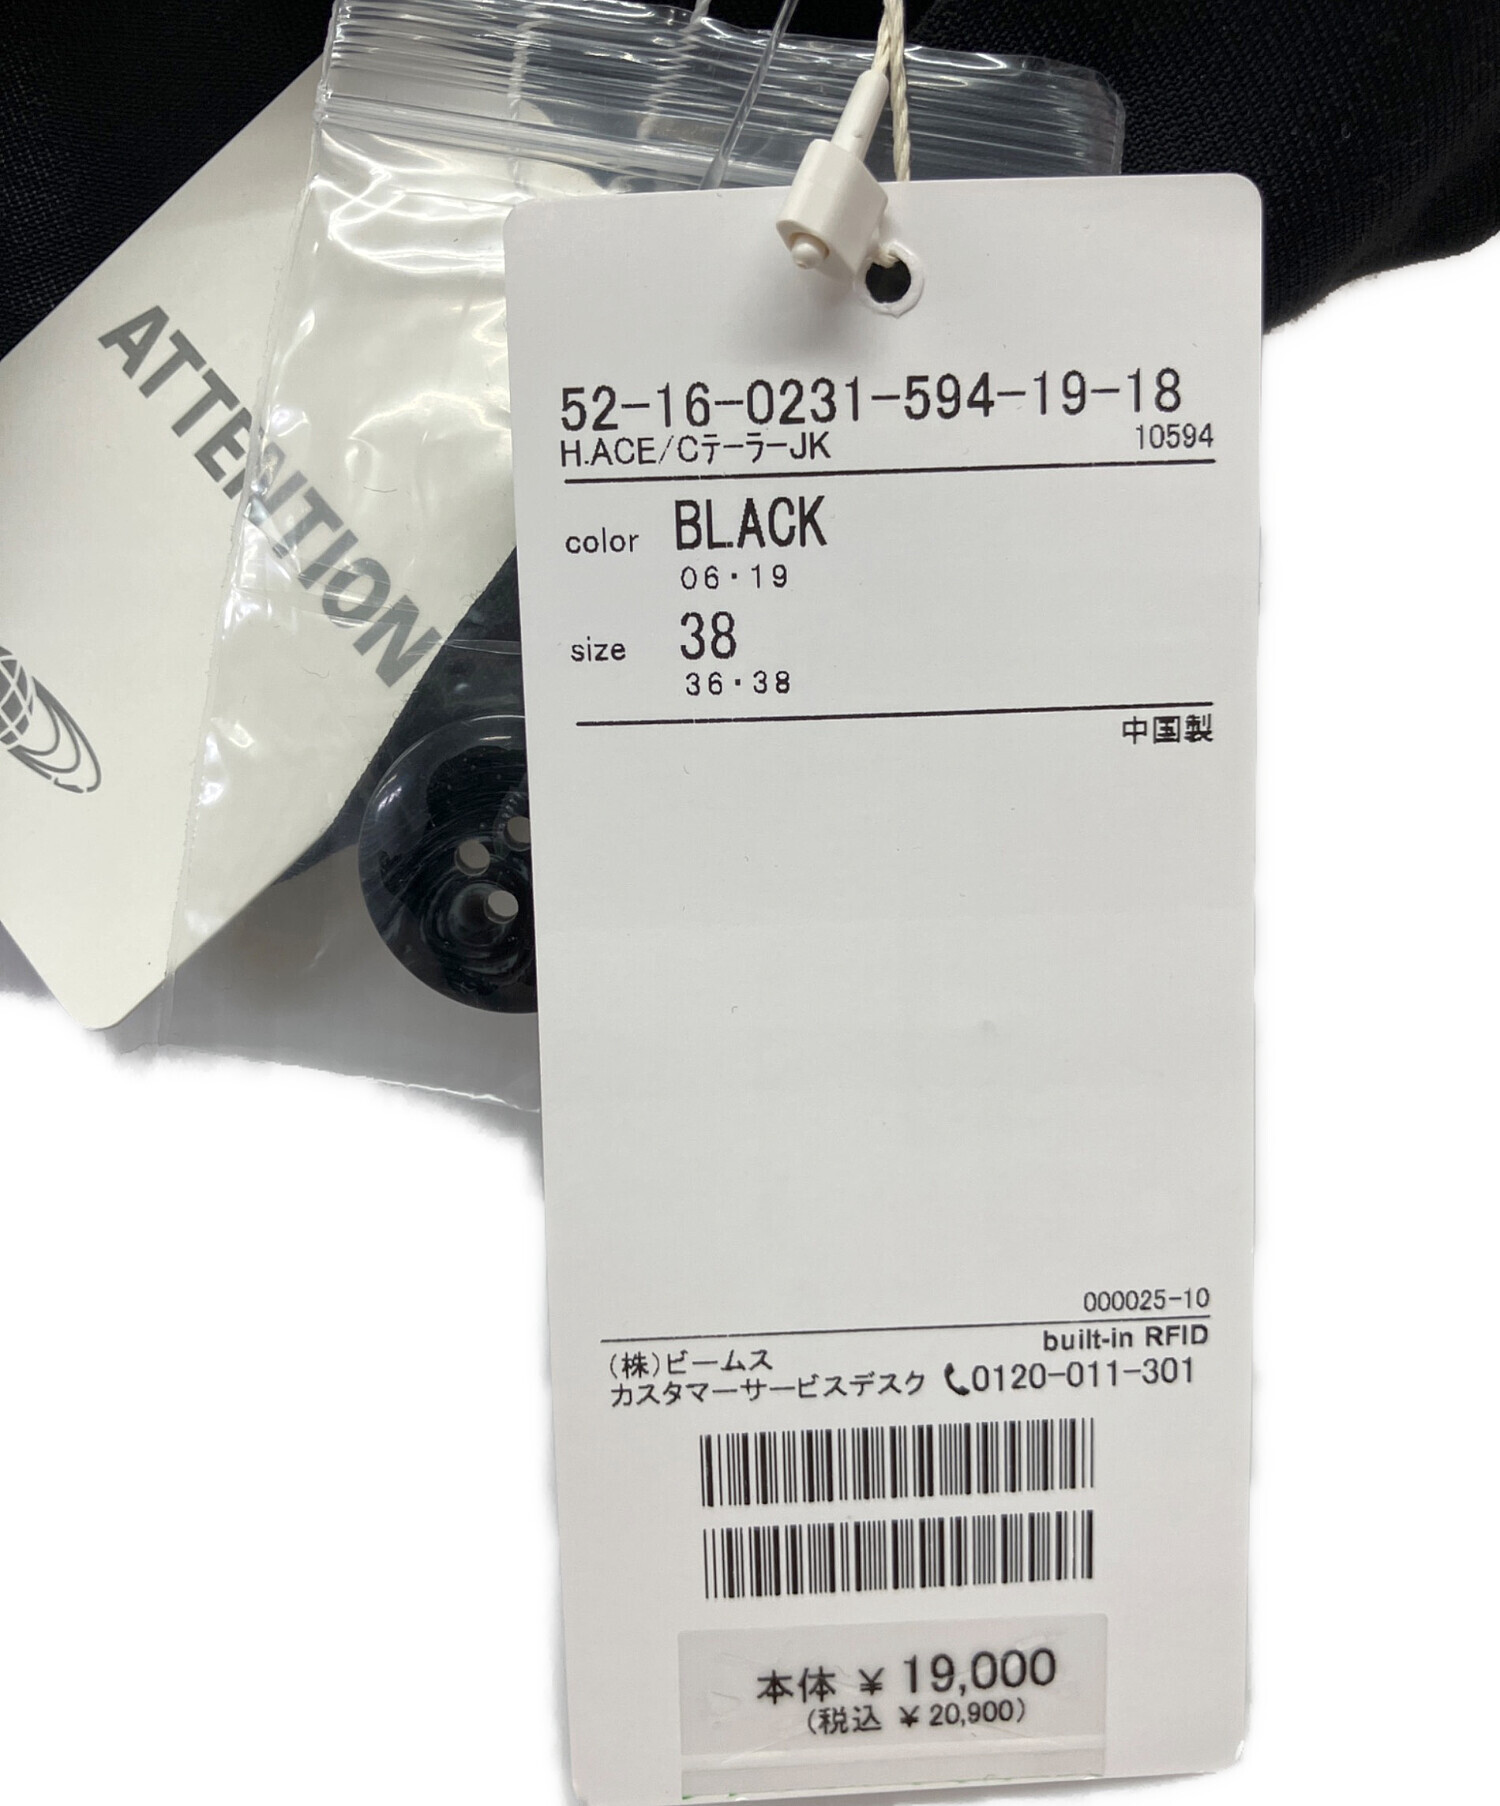 ATTENTION
52-16-0231-594-19-18
H.ACE/CテーラーJK
10594
color BLACK
06・19
size 38
36・38
中国製
000025-10
built-in RFID
(株)ビームス
カスタマーサービスデスク 0120-011-301
本体 ¥ 19,000
(税込 ¥ 20,900)